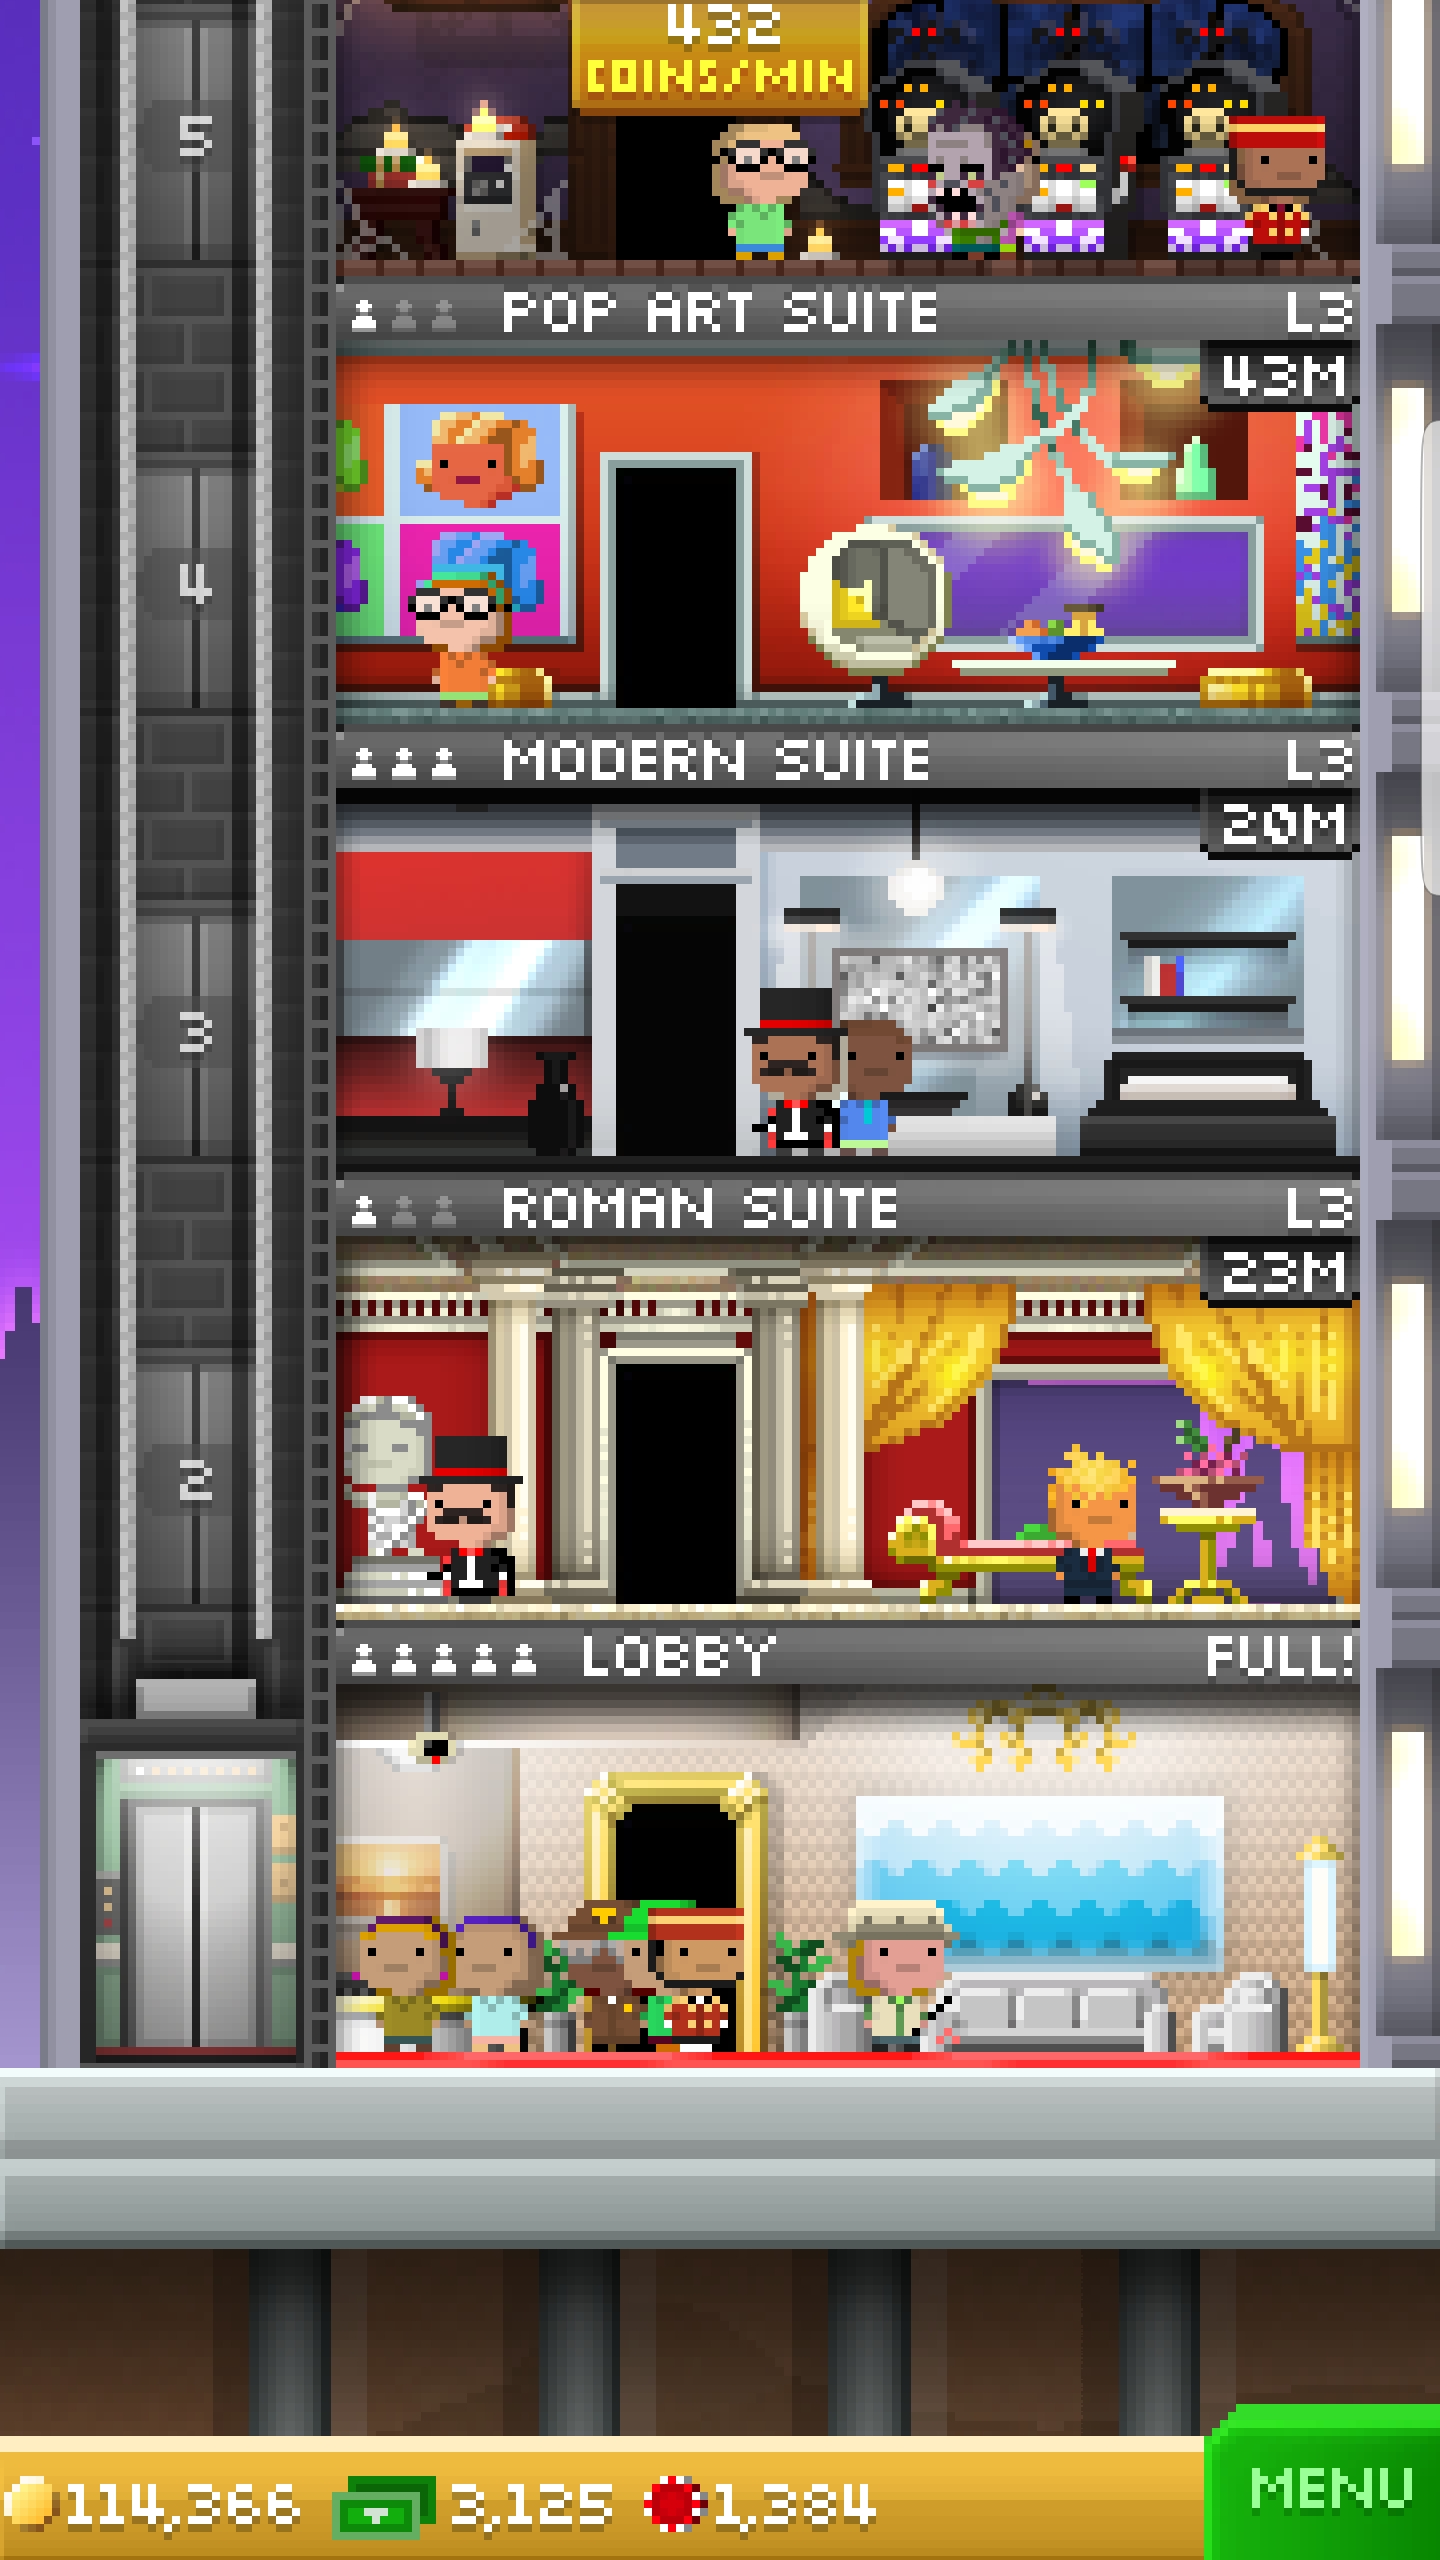 432
COINS/MIN
5
POP ART SUITE L3
43M
4
MODERN SUITE L3
20M
3
ROMAN SUITE L3
23M
2
LOBBY FULL!
114,366 3,125 1,384 MENU